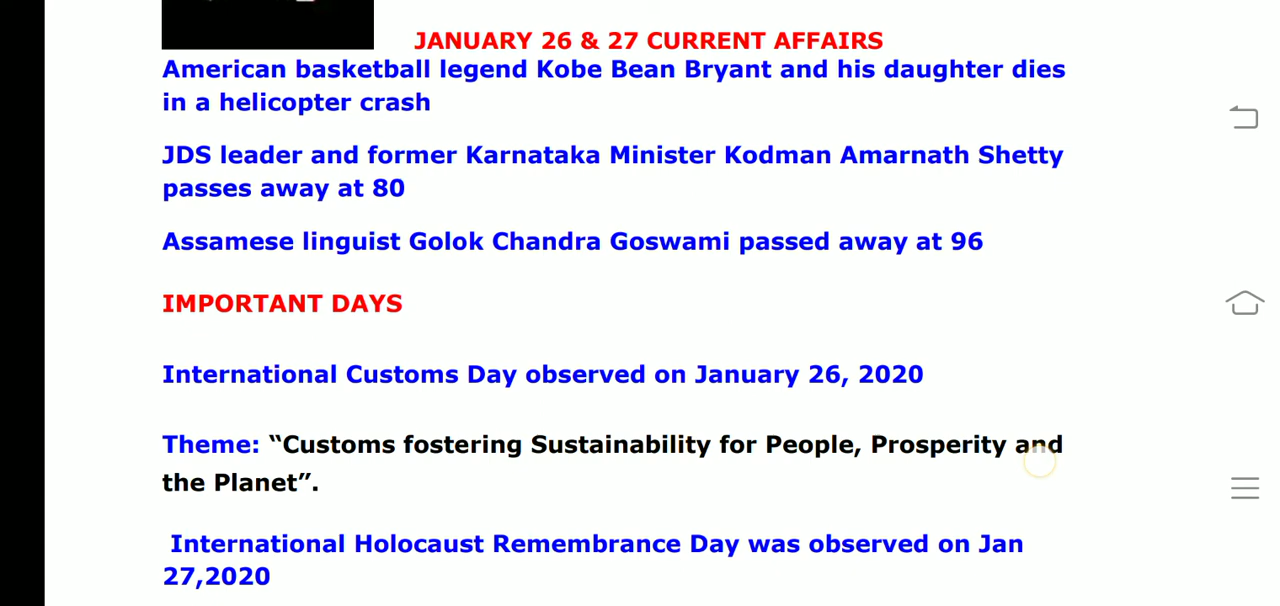 JANUARY 26 & 27 CURRENT AFFAIRS
American basketball legend Kobe Bean Bryant and his daughter dies
in a helicopter crash
JDS leader and former Karnataka Minister Kodman Amarnath Shetty
passes away at 80
Assamese linguist Golok Chandra Goswami passed away at 96
IMPORTANT DAYS
International Customs Day observed on January 26, 2020
Theme: “Customs fostering Sustainability for People, Prosperity and
the Planet”.
International Holocaust Remembrance Day was observed on Jan
27,2020